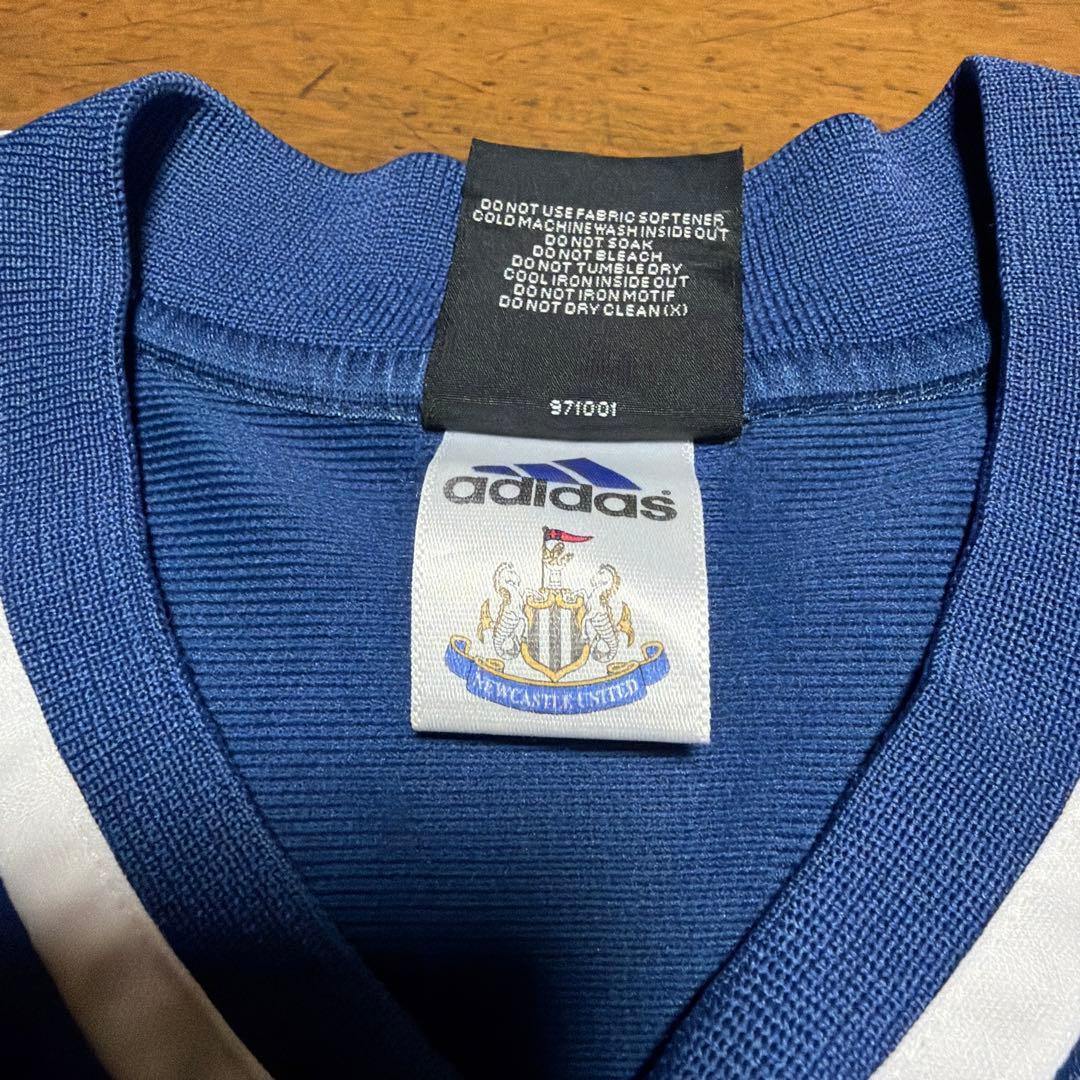 DO NOT USE FABRIC SOFTENER
COLD MACHINE WASH INSIDE OUT
DO NOT SOAK
DO NOT BLEACH
DO NOT TUMBLE DRY
COOL IRON INSIDE OUT
DO NOT IRON MOTIF
DO NOT DRY CLEAN (X)
971001
adidas
NEWCASTLE UNITED